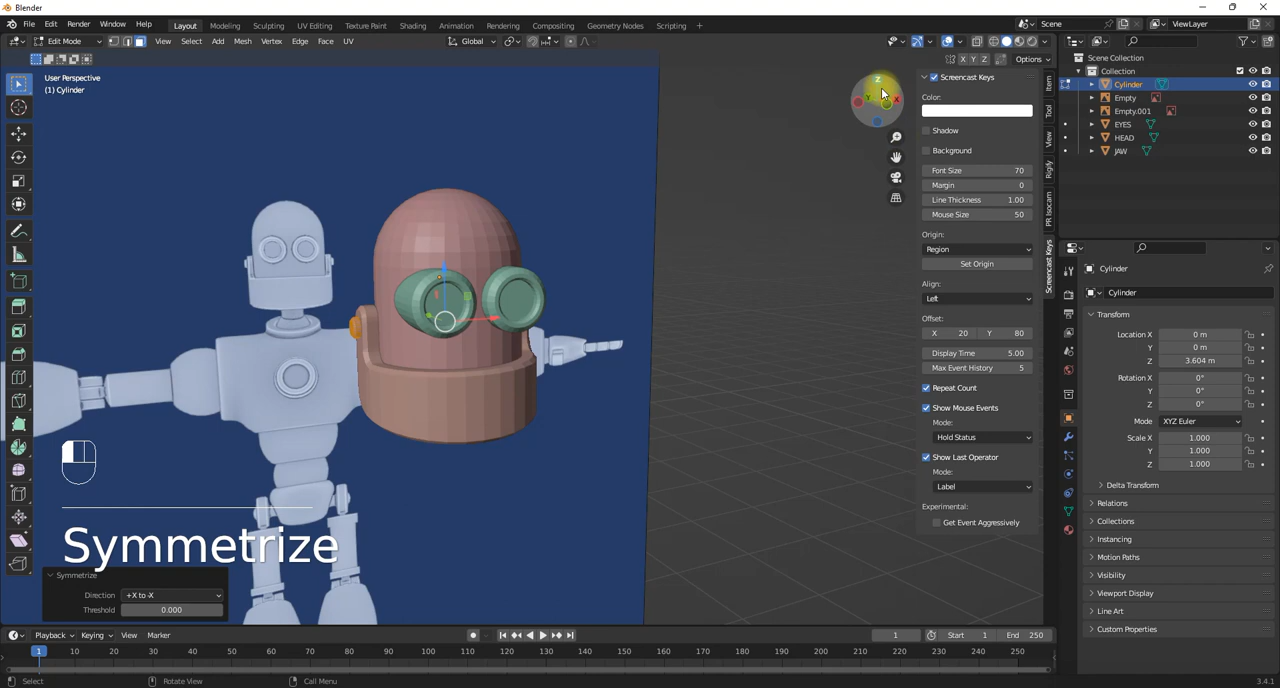 Blender
File Edit Render Window Help
Layout Modeling Sculpting UV Editing Texture Paint Shading Animation Rendering Compositing Geometry Nodes Scripting +
Scene
ViewLayer
Edit Mode
View Select Add Mesh Vertex Edge Face UV
Global
X Y Z
Options
User Perspective
(1) Cylinder
Z
Y
X
Screencast Keys
Color:
Shadow
Background
Font Size 70
Margin 0
Line Thickness 1.00
Mouse Size 50
Origin:
Region
Set Origin
Align:
Left
Offset:
X 20 Y 80
Display Time 5.00
Max Event History 5
Repeat Count
Show Mouse Events
Mode:
Hold Status
Show Last Operator
Mode:
Label
Experimental:
Get Event Aggressively
Item
Tool
View
Rigify
PR Isocam
Screencast Keys
Scene Collection
Collection
Cylinder
Empty
Empty.001
EYES
HEAD
JAW
Cylinder
Cylinder
Transform
Location X 0 m
Y 0 m
Z 3.604 m
Rotation X 0°
Y 0°
Z 0°
Mode XYZ Euler
Scale X 1.000
Y 1.000
Z 1.000
Delta Transform
Relations
Collections
Instancing
Motion Paths
Visibility
Viewport Display
Line Art
Custom Properties
Symmetrize
Symmetrize
Direction +X to -X
Threshold 0.000
Playback Keying View Marker
1
Start 1
End 250
1 10 20 30 40 50 60 70 80 90 100 110 120 130 140 150 160 170 180 190 200 210 220 230 240 250
Select
Rotate View
Call Menu
3.4.1